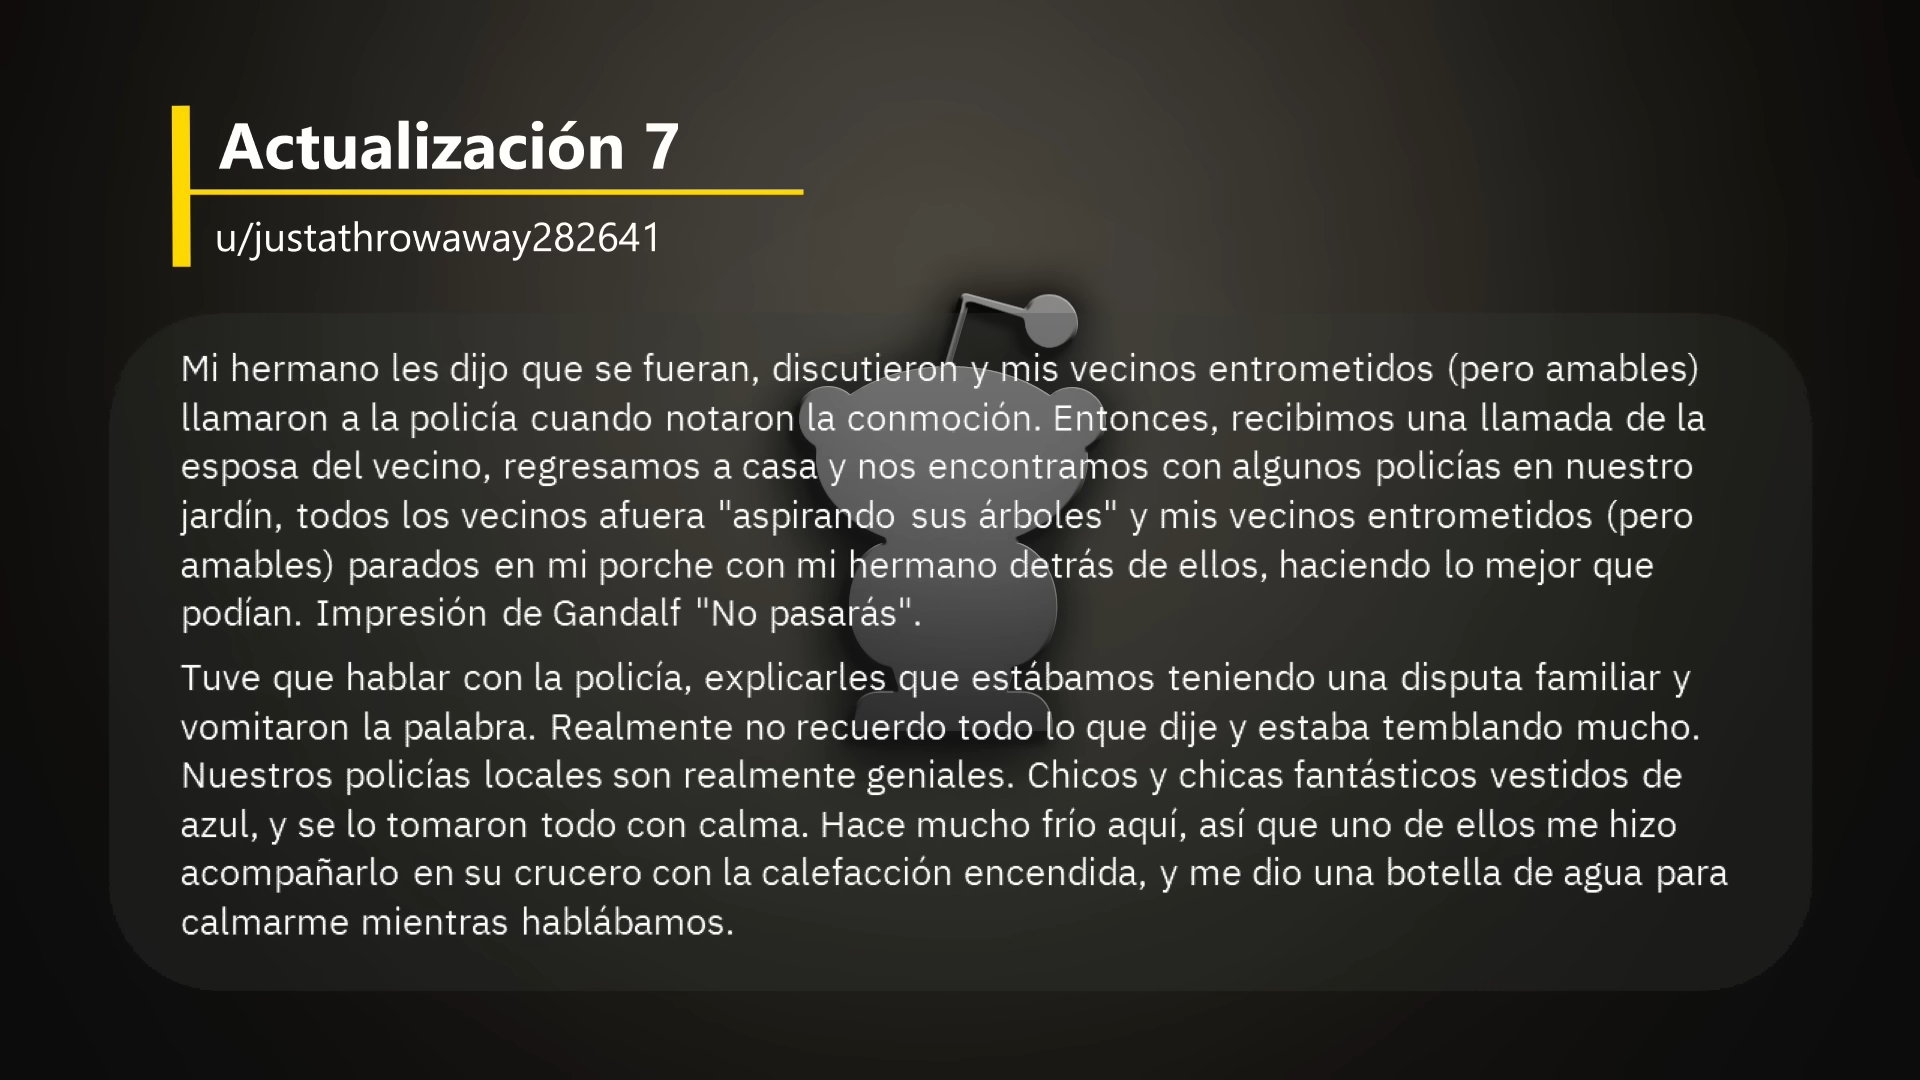 Actualización 7
u/justathrowaway282641
Mi hermano les dijo que se fueran, discutieron y mis vecinos entrometidos (pero amables)
llamaron a la policía cuando notaron la conmoción. Entonces, recibimos una llamada de la
esposa del vecino, regresamos a casa y nos encontramos con algunos policías en nuestro
jardín, todos los vecinos afuera "aspirando sus árboles" y mis vecinos entrometidos (pero
amables) parados en mi porche con mi hermano detrás de ellos, haciendo lo mejor que
podían. Impresión de Gandalf "No pasarás".
Tuve que hablar con la policía, explicarles que estábamos teniendo una disputa familiar y
vomitaron la palabra. Realmente no recuerdo todo lo que dije y estaba temblando mucho.
Nuestros policías locales son realmente geniales. Chicos y chicas fantásticos vestidos de
azul, y se lo tomaron todo con calma. Hace mucho frío aquí, así que uno de ellos me hizo
acompañarlo en su crucero con la calefacción encendida, y me dio una botella de agua para
calmarme mientras hablábamos.